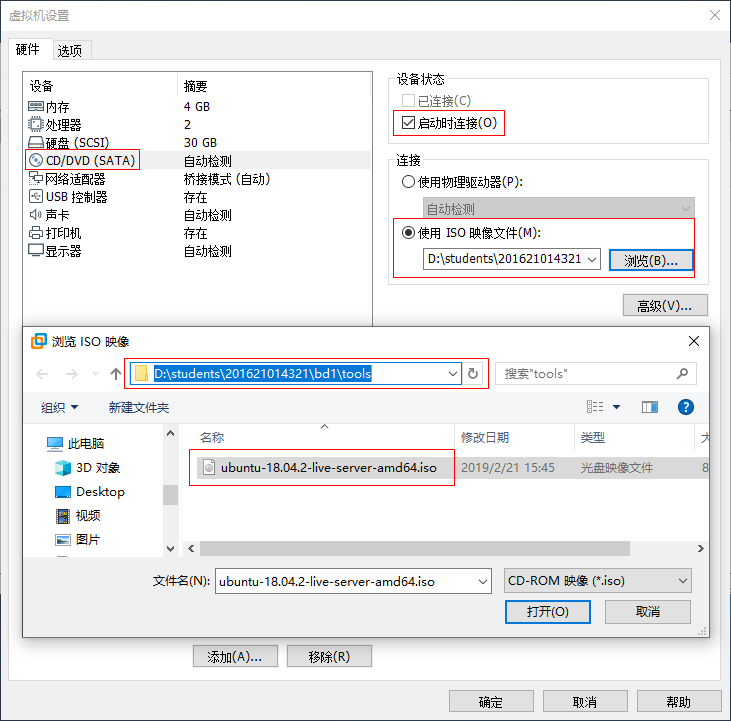 虚拟机设置
硬件 选项
设备 摘要
内存 4 GB
处理器 2
硬盘 (SCSI) 30 GB
CD/DVD (SATA) 自动检测
网络适配器 桥接模式 (自动)
USB 控制器 存在
声卡 自动检测
打印机 存在
显示器 自动检测
设备状态
已连接(C)
启动时连接(O)
连接
使用物理驱动器(P):
自动检测
使用 ISO 映像文件(M):
D:\students\201621014321
浏览(B)...
高级(V)...
浏览 ISO 映像
D:\students\201621014321\bd1\tools
搜索"tools"
组织 新建文件夹
此电脑
3D 对象
Desktop
视频
图片
名称 修改日期 类型 大
ubuntu-18.04.2-live-server-amd64.iso 2019/2/21 15:45 光盘映像文件 8
文件名(N): ubuntu-18.04.2-live-server-amd64.iso CD-ROM 映像 (*.iso)
打开(O) 取消
添加(A)... 移除(R)
确定 取消 帮助